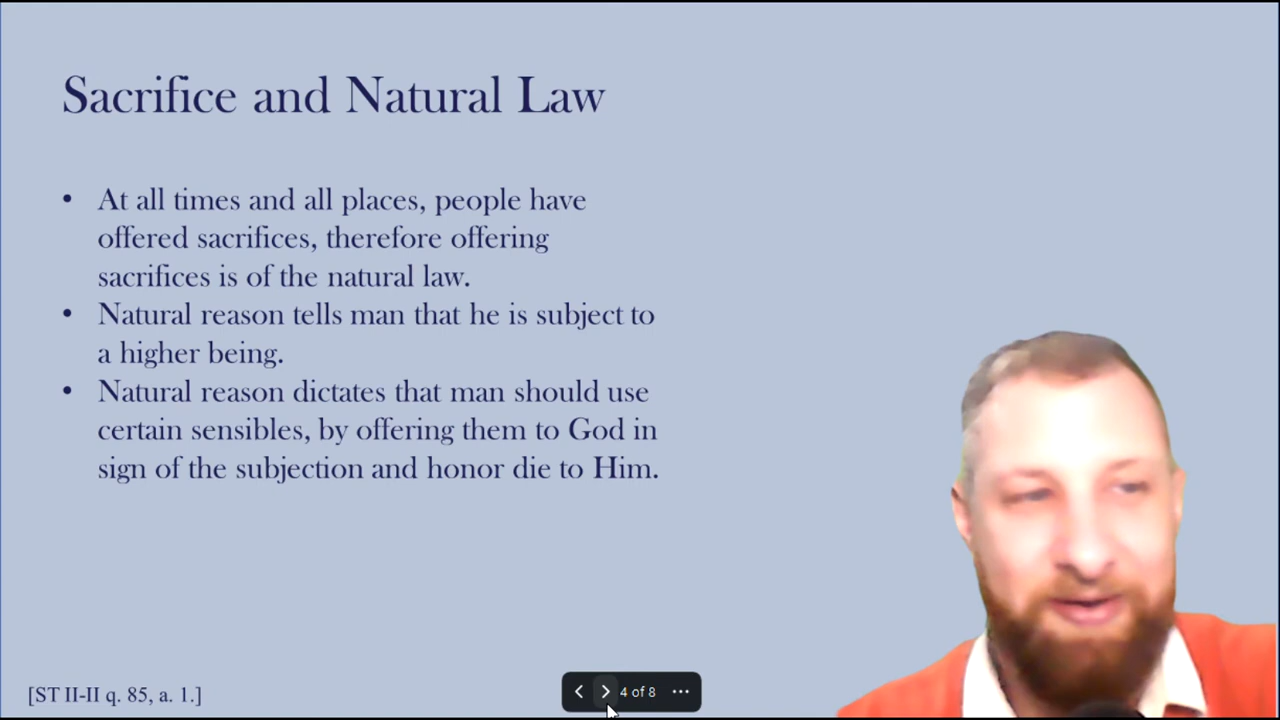 Sacrifice and Natural Law
• At all times and all places, people have
offered sacrifices, therefore offering
sacrifices is of the natural law.
• Natural reason tells man that he is subject to
a higher being.
• Natural reason dictates that man should use
certain sensibles, by offering them to God in
sign of the subjection and honor die to Him.
[ST II-II q. 85, a. 1.]
4 of 8